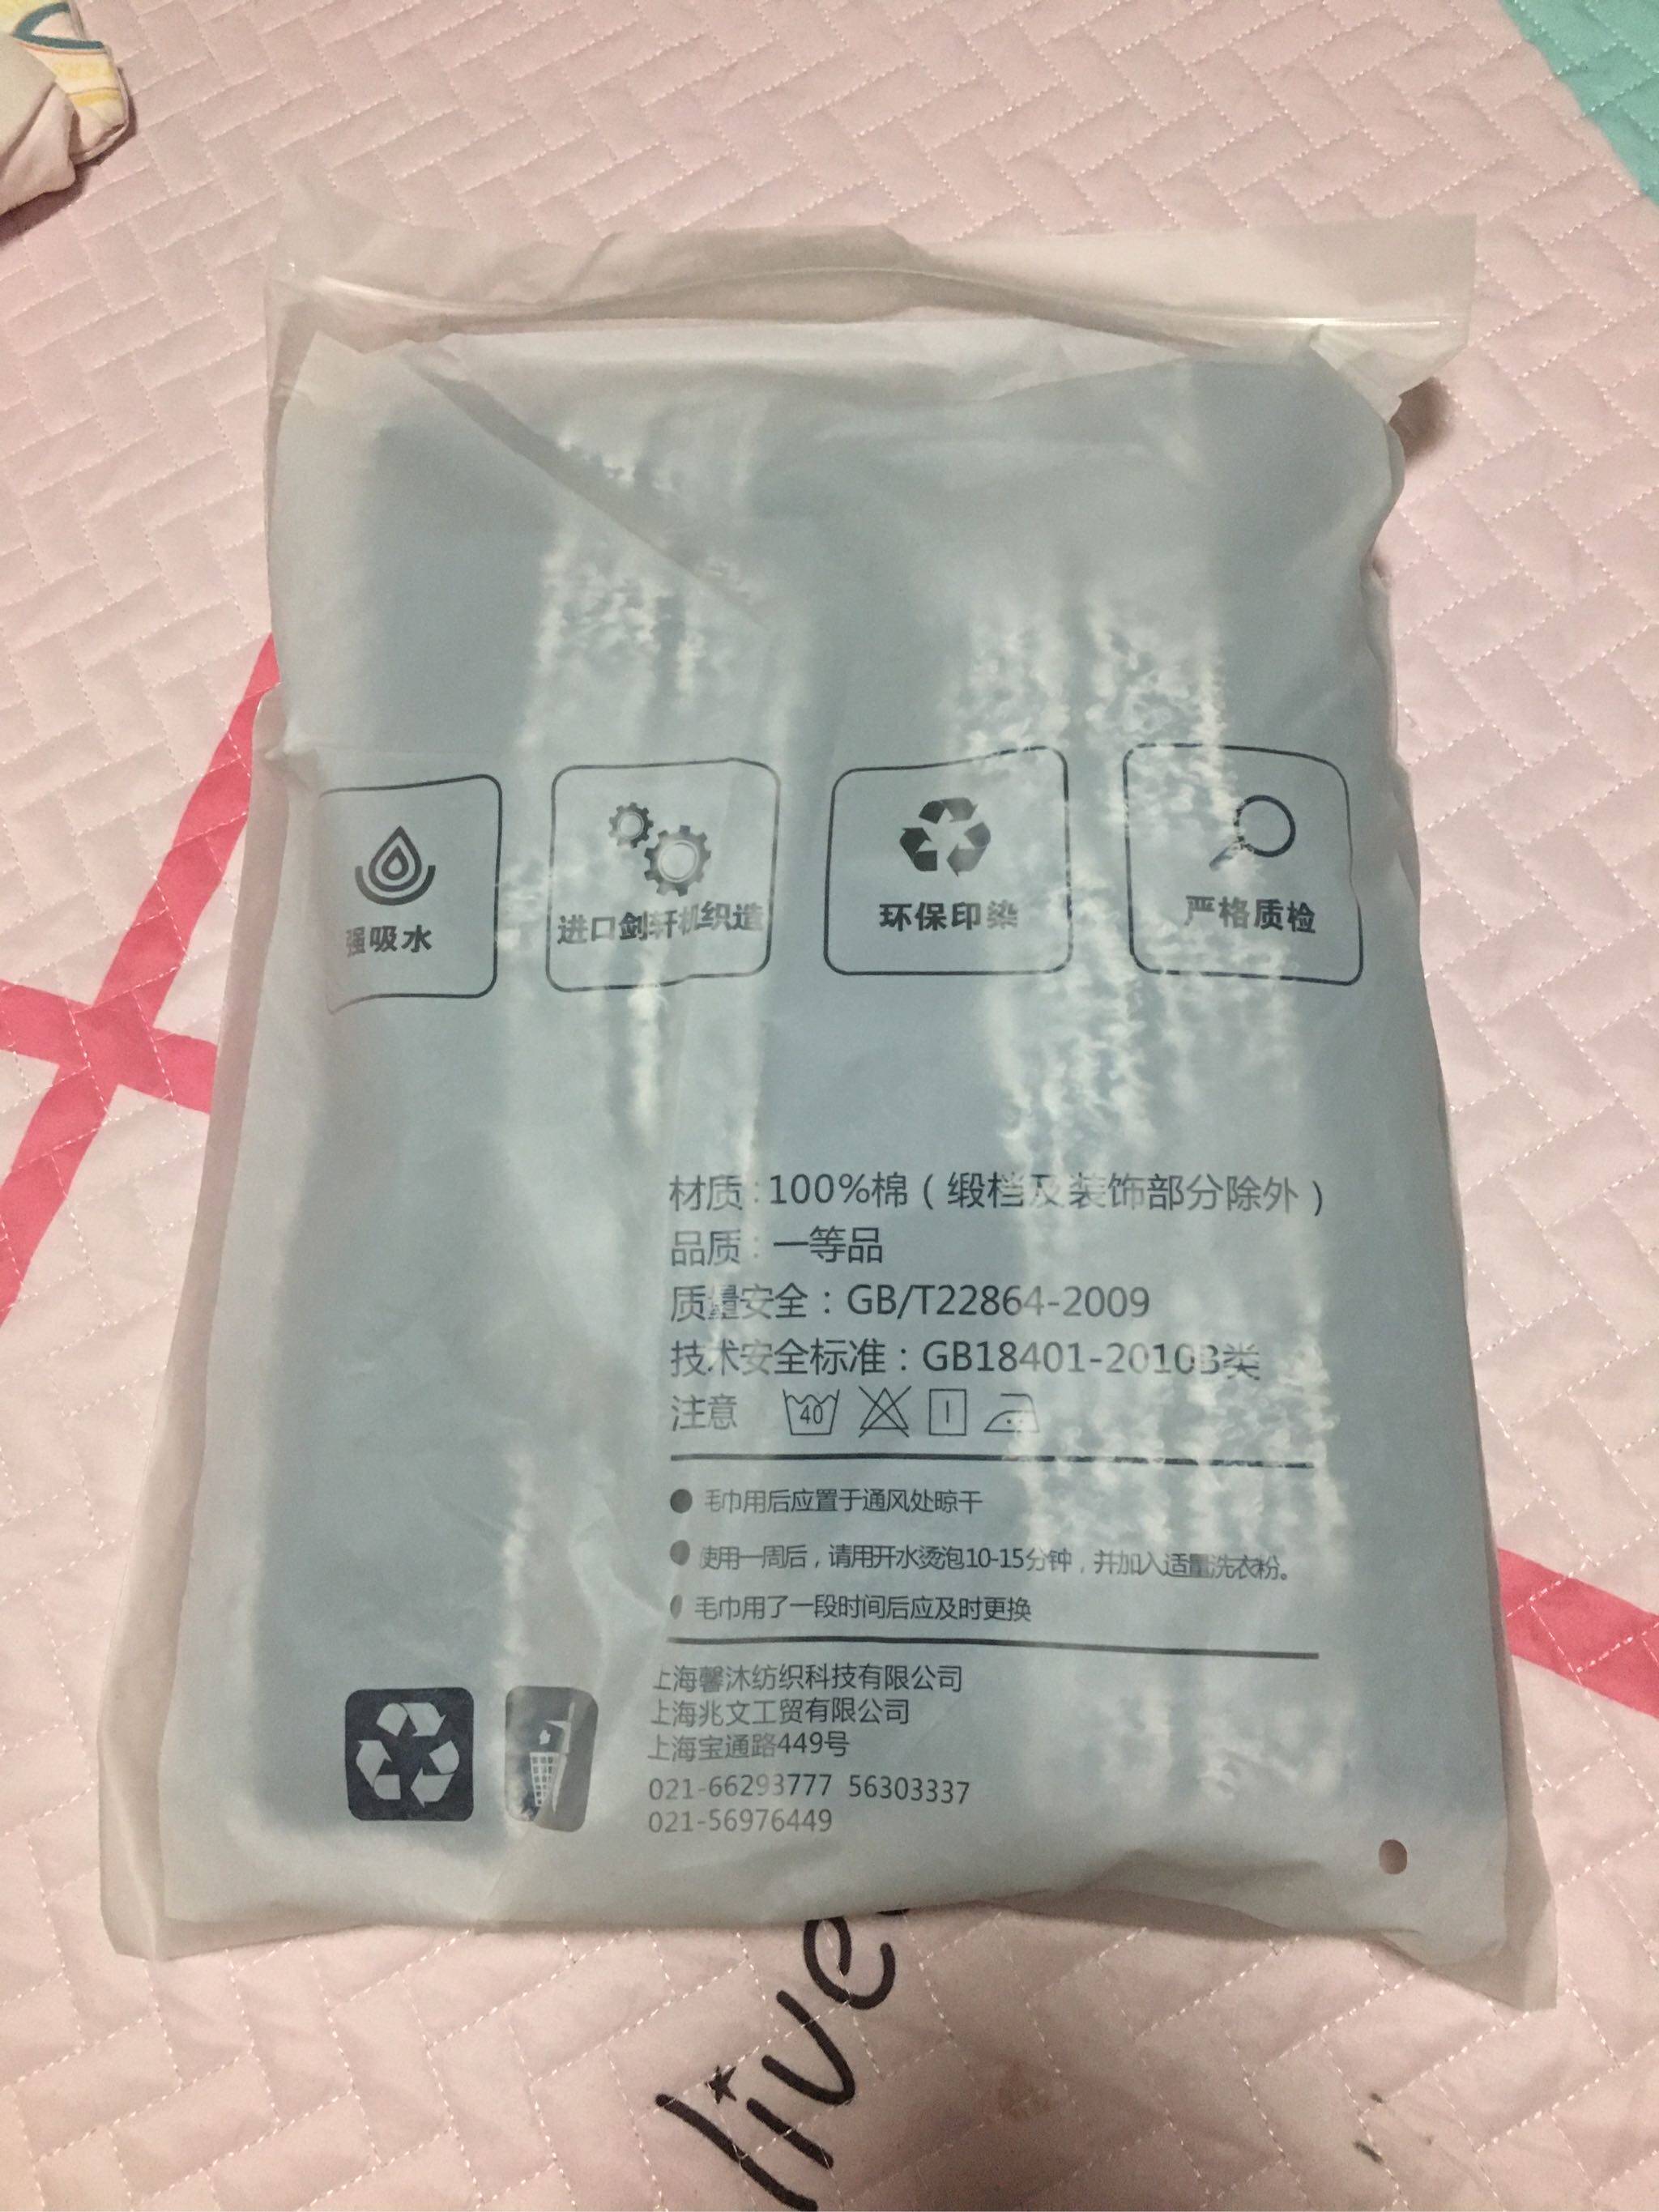 强吸水
进口剑轩机织造
环保印染
严格质检
材质：100%棉（缎档及装饰部分除外）
品质：一等品
质量安全：GB/T22864-2009
技术安全标准：GB18401-2010B类
注意 40
● 毛巾用后应置于通风处晾干
● 使用一周后，请用开水烫泡10-15分钟，并加入适量洗衣粉。
● 毛巾用了一段时间后应及时更换
上海馨沐纺织科技有限公司
上海兆文工贸有限公司
上海宝通路449号
021-66293777 56303337
021-56976449
live